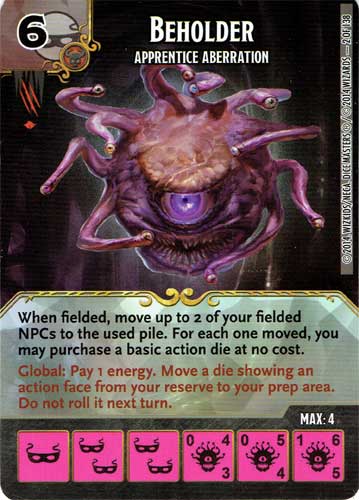 6
BEHOLDER
APPRENTICE ABERRATION
©2014 WIZKIDS/NECA, DICE MASTERS ©/©2014 WIZARDS — 2 OF 138
When fielded, move up to 2 of your fielded
NPCs to the used pile. For each one moved, you
may purchase a basic action die at no cost.
Global: Pay 1 energy. Move a die showing an
action face from your reserve to your prep area.
Do not roll it next turn.
MAX: 4
0 4 3
0 5 4
1 6 6